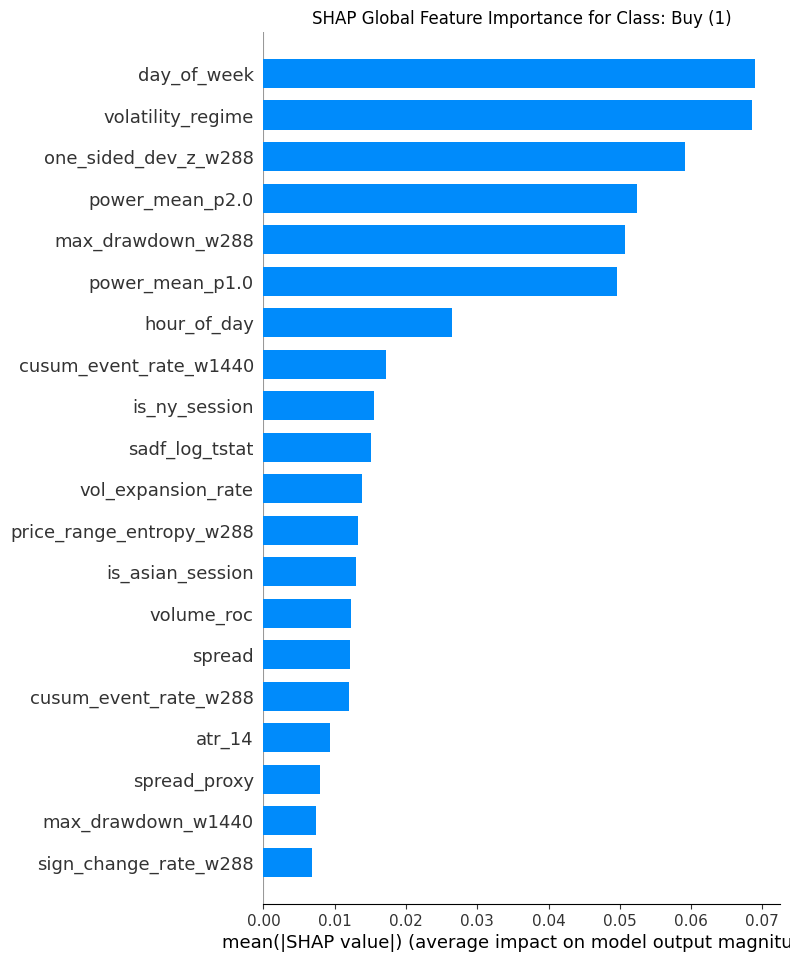 SHAP Global Feature Importance for Class: Buy (1)
day_of_week
volatility_regime
one_sided_dev_z_w288
power_mean_p2.0
max_drawdown_w288
power_mean_p1.0
hour_of_day
cusum_event_rate_w1440
is_ny_session
sadf_log_tstat
vol_expansion_rate
price_range_entropy_w288
is_asian_session
volume_roc
spread
cusum_event_rate_w288
atr_14
spread_proxy
max_drawdown_w1440
sign_change_rate_w288
0.00 0.01 0.02 0.03 0.04 0.05 0.06 0.07
mean(|SHAP value|) (average impact on model output magnitu